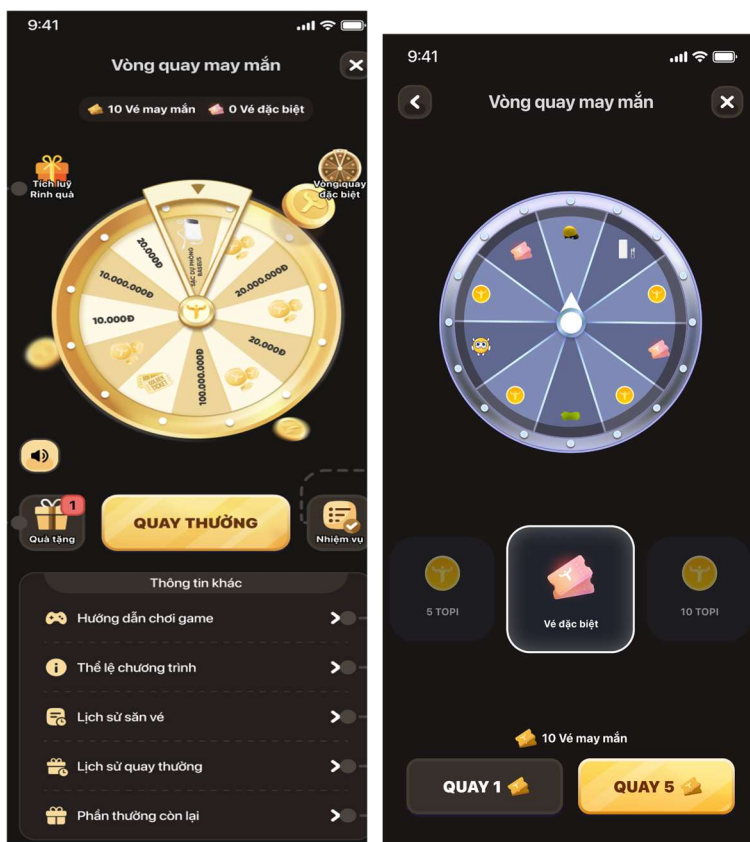 9:41
Vòng quay may mắn
10 Vé may mắn 0 Vé đặc biệt
Tích luỹ
Rinh quà
Vòng quay
đặc biệt
20.000Đ
SẠC DỰ PHÒNG
BASEUS
20.000.000Đ
10.000.000Đ
10.000Đ
20.000Đ
100.000.000Đ
1
Quà tặng
QUAY THƯỞNG
Nhiệm vụ
Thông tin khác
Hướng dẫn chơi game
Thể lệ chương trình
Lịch sử săn vé
Lịch sử quay thưởng
Phần thưởng còn lại
9:41
Vòng quay may mắn
5 TOPI
Vé đặc biệt
10 TOPI
10 Vé may mắn
QUAY 1
QUAY 5